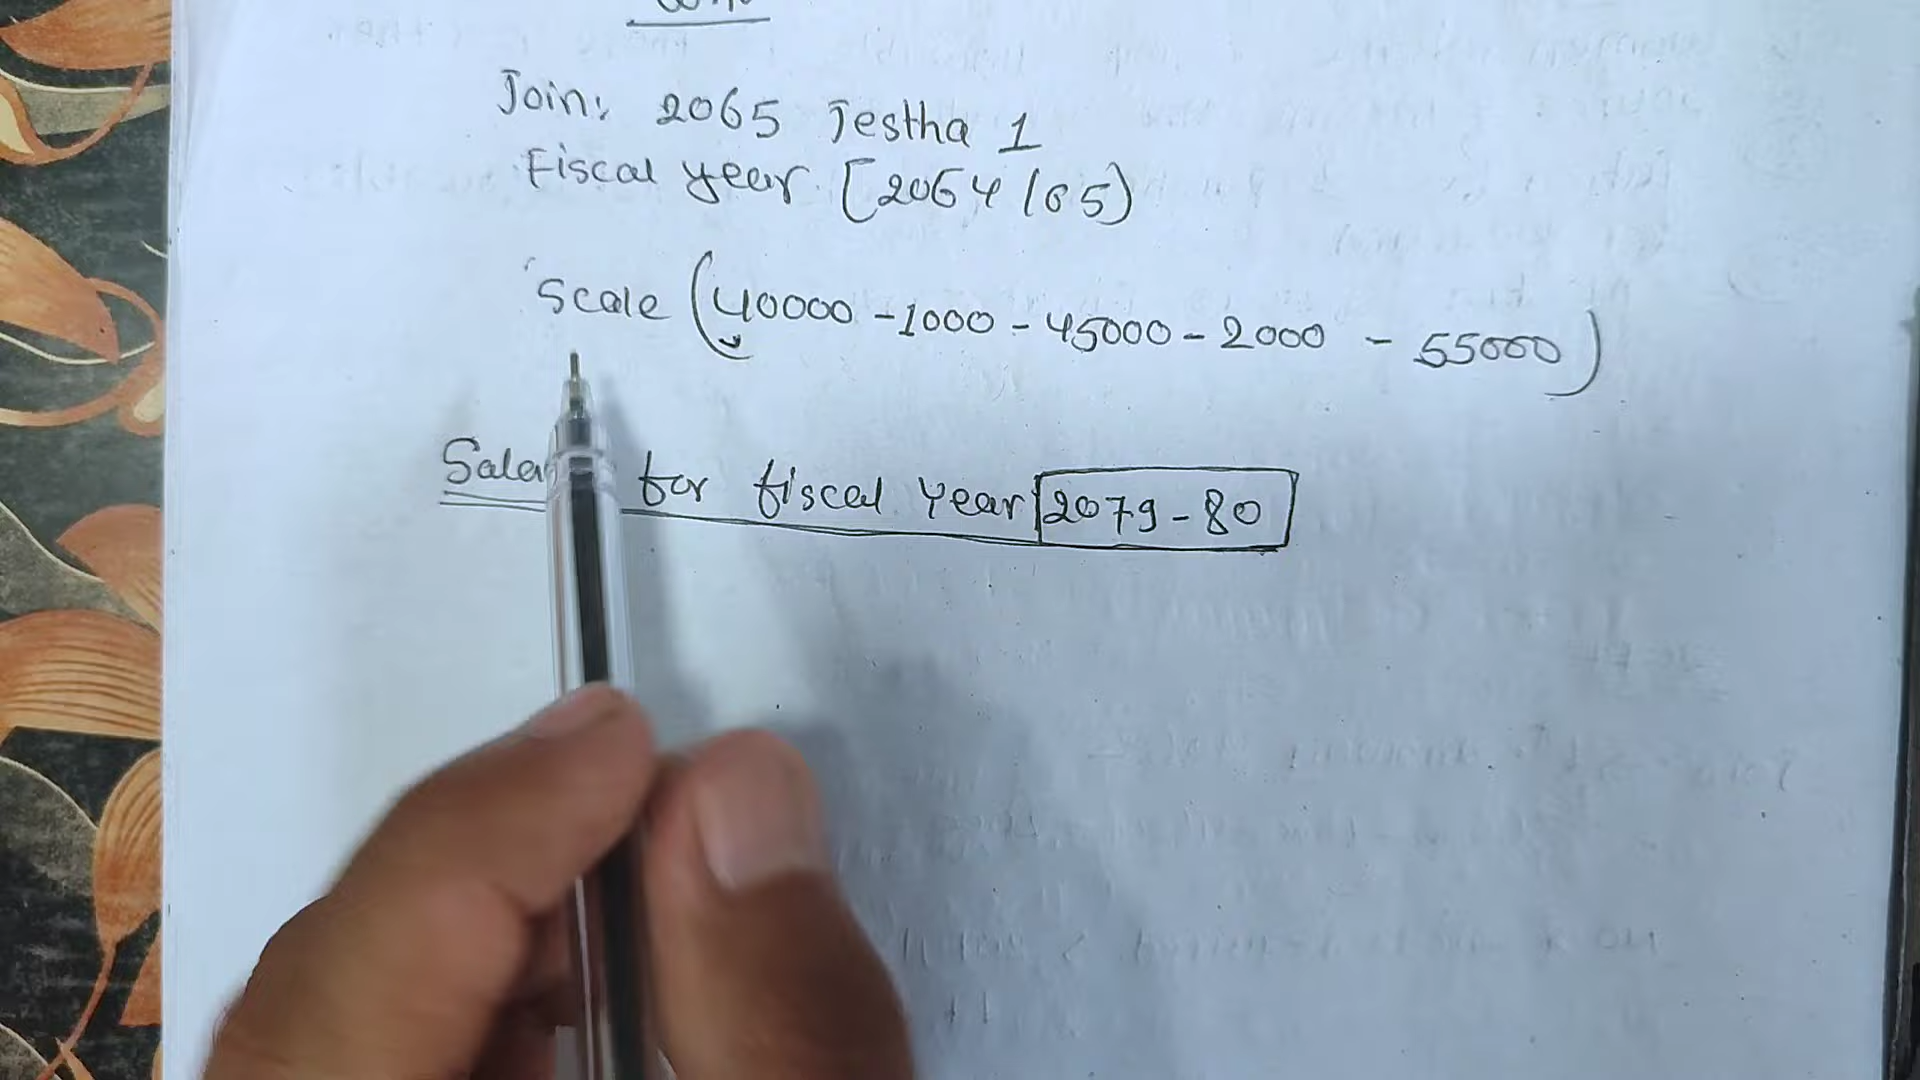 Join: 2065 Jestha 1
Fiscal year [2064/65)
Scale (40000 - 1000 - 45000 - 2000 - 55000)
for fiscal Year 2079-80